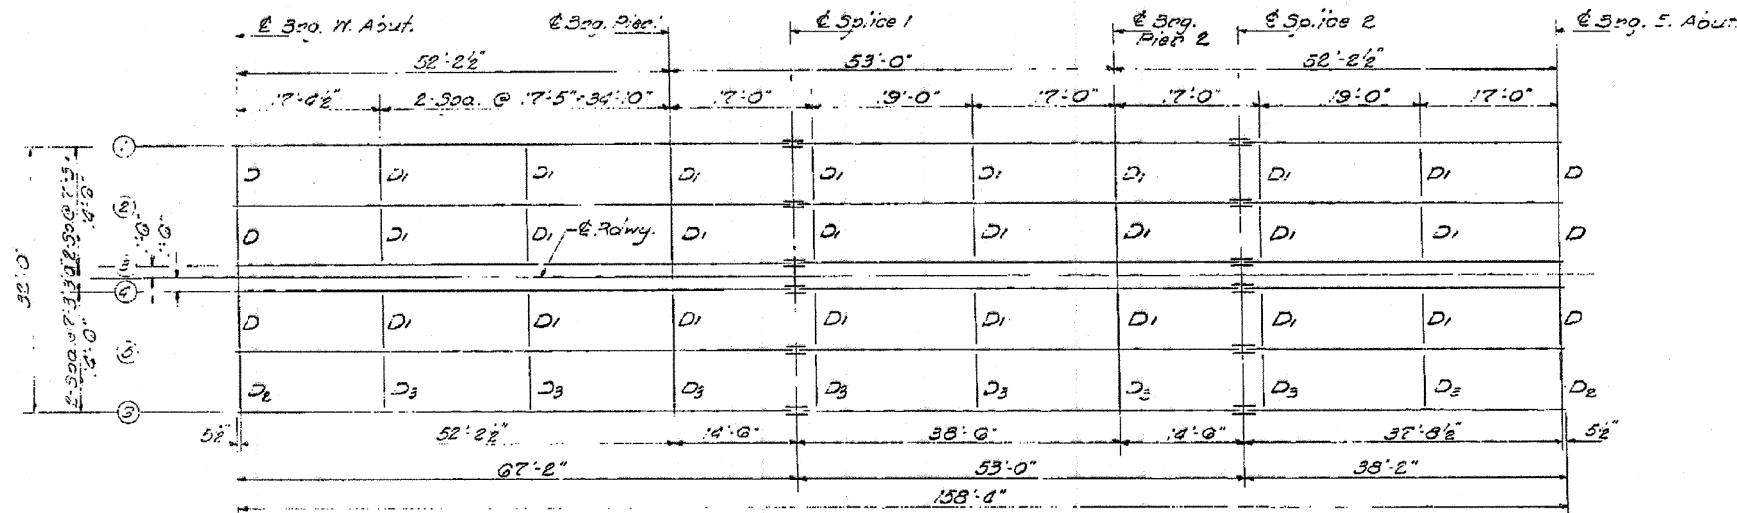 ℄ Brg. W. Abut.
℄ Brg. Pier 1
℄ Splice 1
℄ Brg. Pier 2
℄ Splice 2
℄ Brg. E. Abut.
52'-2½"
53'-0"
52'-2½"
17'-4½"
2-Spa. @ 17'-5"=34'-10"
17'-0"
19'-0"
17'-0"
17'-0"
19'-0"
17'-0"
1
D D1 D1 D1 D1 D1 D1 D1 D1 D
2
D D1 D1 D1 D1 D1 D1 D1 D1 D
℄ Rdwy.
32'-0"
4
D D1 D1 D1 D1 D1 D1 D1 D1 D
D2 D3 D3 D3 D3 D3 D3 D3 D3 D2
5½"
52'-2½"
14'-6"
38'-6"
14'-6"
37'-8½"
5½"
67'-2"
53'-0"
38'-2"
158'-4"